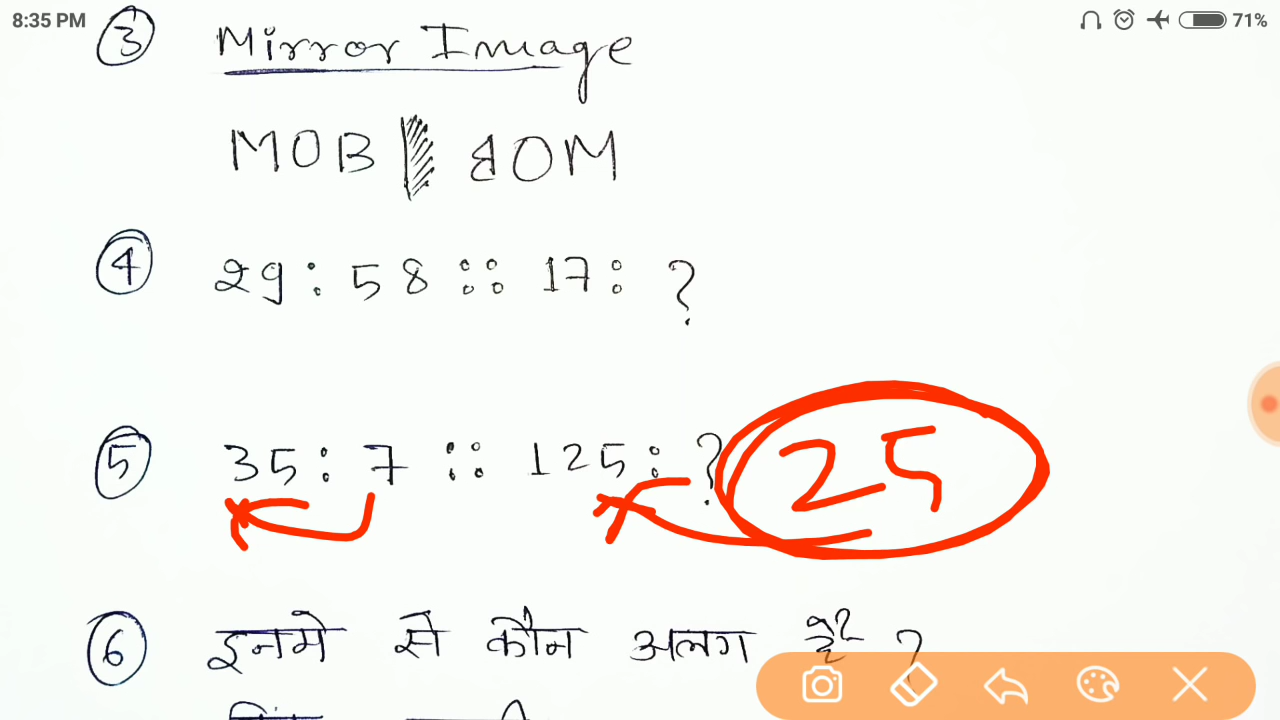 8:35 PM 71%
3 Mirror Image
MOB BOM
4 29 : 58 :: 17 : ?
5 35 : 7 :: 125 : ? 25
6 इनमे से कौन अलग है ?